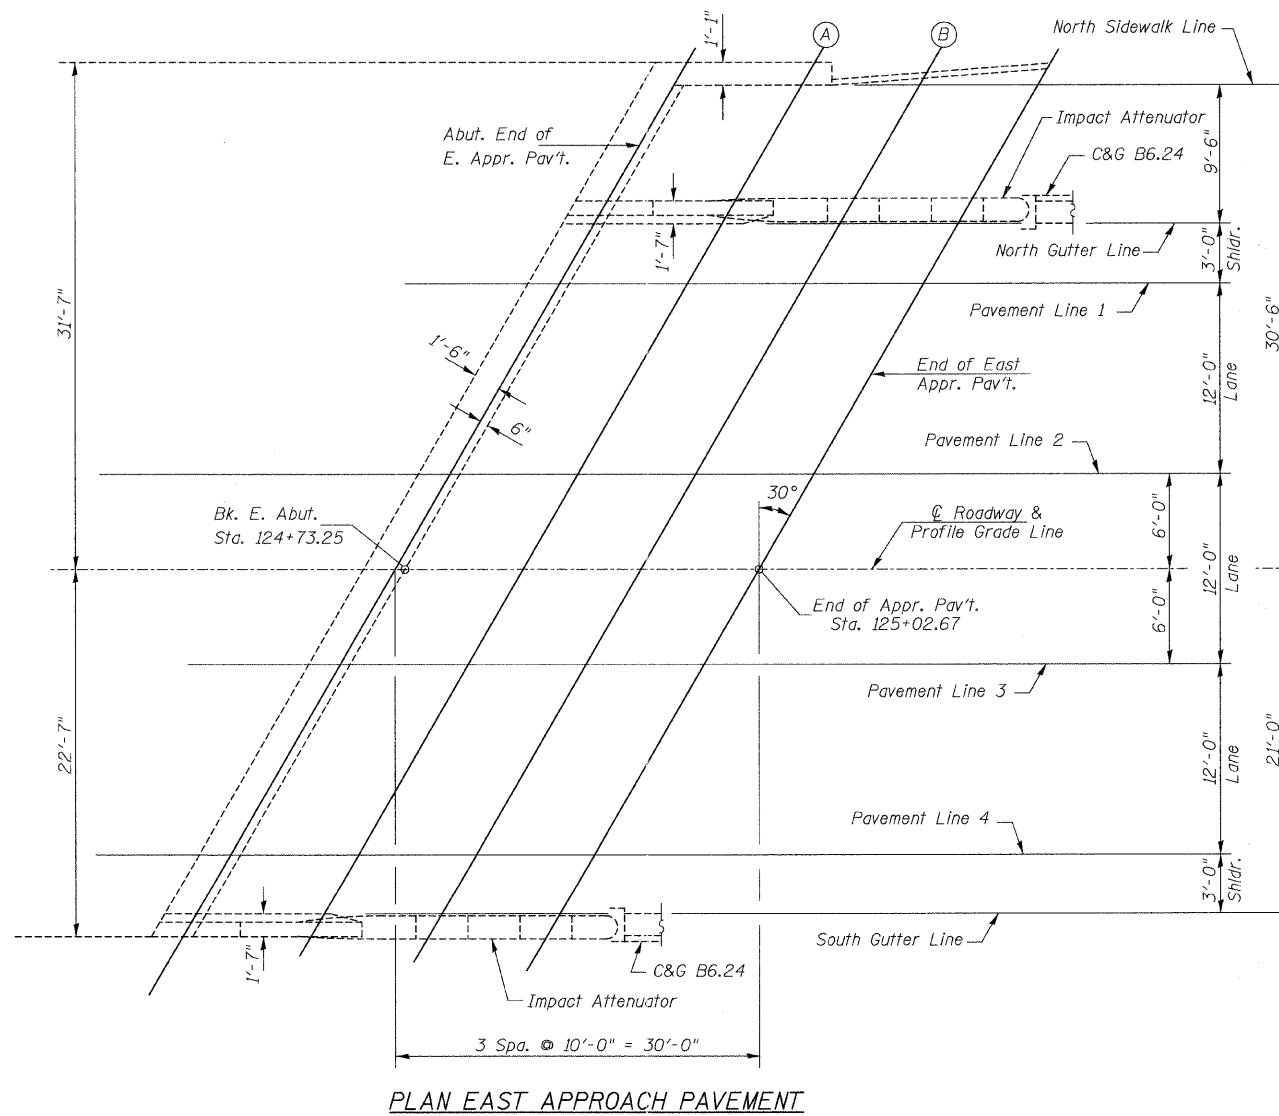 1'-1"
A
B
North Sidewalk Line
Impact Attenuator
C&G B6.24
9'-6"
Abut. End of
E. Appr. Pav't.
1'-7"
North Gutter Line
3'-0"
Shldr.
Pavement Line 1
31'-7"
30'-6"
1'-6"
6"
End of East
Appr. Pav't.
12'-0"
Lane
Pavement Line 2
30°
Bk. E. Abut.
Sta. 124+73.25
℄ Roadway &
Profile Grade Line
6'-0"
12'-0"
Lane
6'-0"
End of Appr. Pav't.
Sta. 125+02.67
Pavement Line 3
22'-7"
21'-0"
12'-0"
Lane
Pavement Line 4
3'-0"
Shldr.
South Gutter Line
1'-7"
C&G B6.24
Impact Attenuator
3 Spa. @ 10'-0" = 30'-0"
PLAN EAST APPROACH PAVEMENT